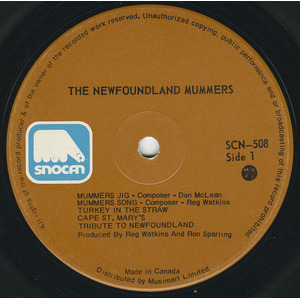 All rights of the record producer & of the owner of the recorded work reserved. Unauthorized copying, public performance and/or broadcasting of this record prohibited
THE NEWFOUNDLAND MUMMERS
snocan
SCN-508
Side 1
MUMMERS JIG - Composer - Don McLean
MUMMERS SONG - Composer - Reg Watkins
TURKEY IN THE STRAW
CAPE ST. MARY'S
TRIBUTE TO NEWFOUNDLAND
Produced By Reg Watkins And Ron Sparling
Made in Canada
Distributed by Musimart Limited